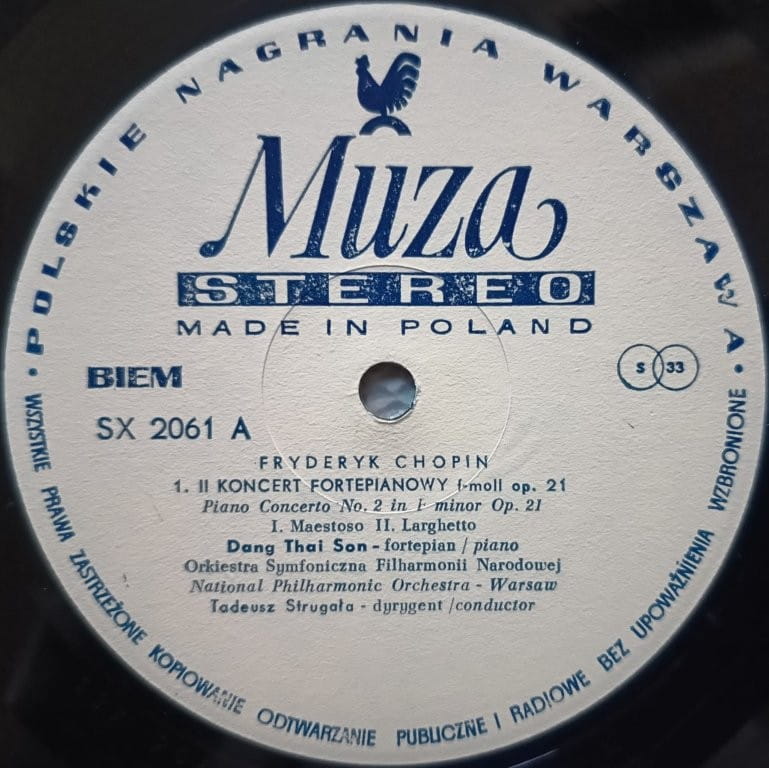 • POLSKIE NAGRANIA WARSZAWA •
Muza
STEREO
MADE IN POLAND
BIEM
S 33
SX 2061 A
FRYDERYK CHOPIN
1. II KONCERT FORTEPIANOWY f-moll op. 21
Piano Concerto No. 2 in F minor Op. 21
I. Maestoso II. Larghetto
Dang Thai Son - fortepian / piano
Orkiestra Symfoniczna Filharmonii Narodowej
National Philharmonic Orchestra - Warsaw
Tadeusz Strugała - dyrygent /conductor
WSZYSTKIE PRAWA ZASTRZEŻONE KOPIOWANIE ODTWARZANIE PUBLICZNE I RADIOWE BEZ UPOWAŻNIENIA WZBRONIONE